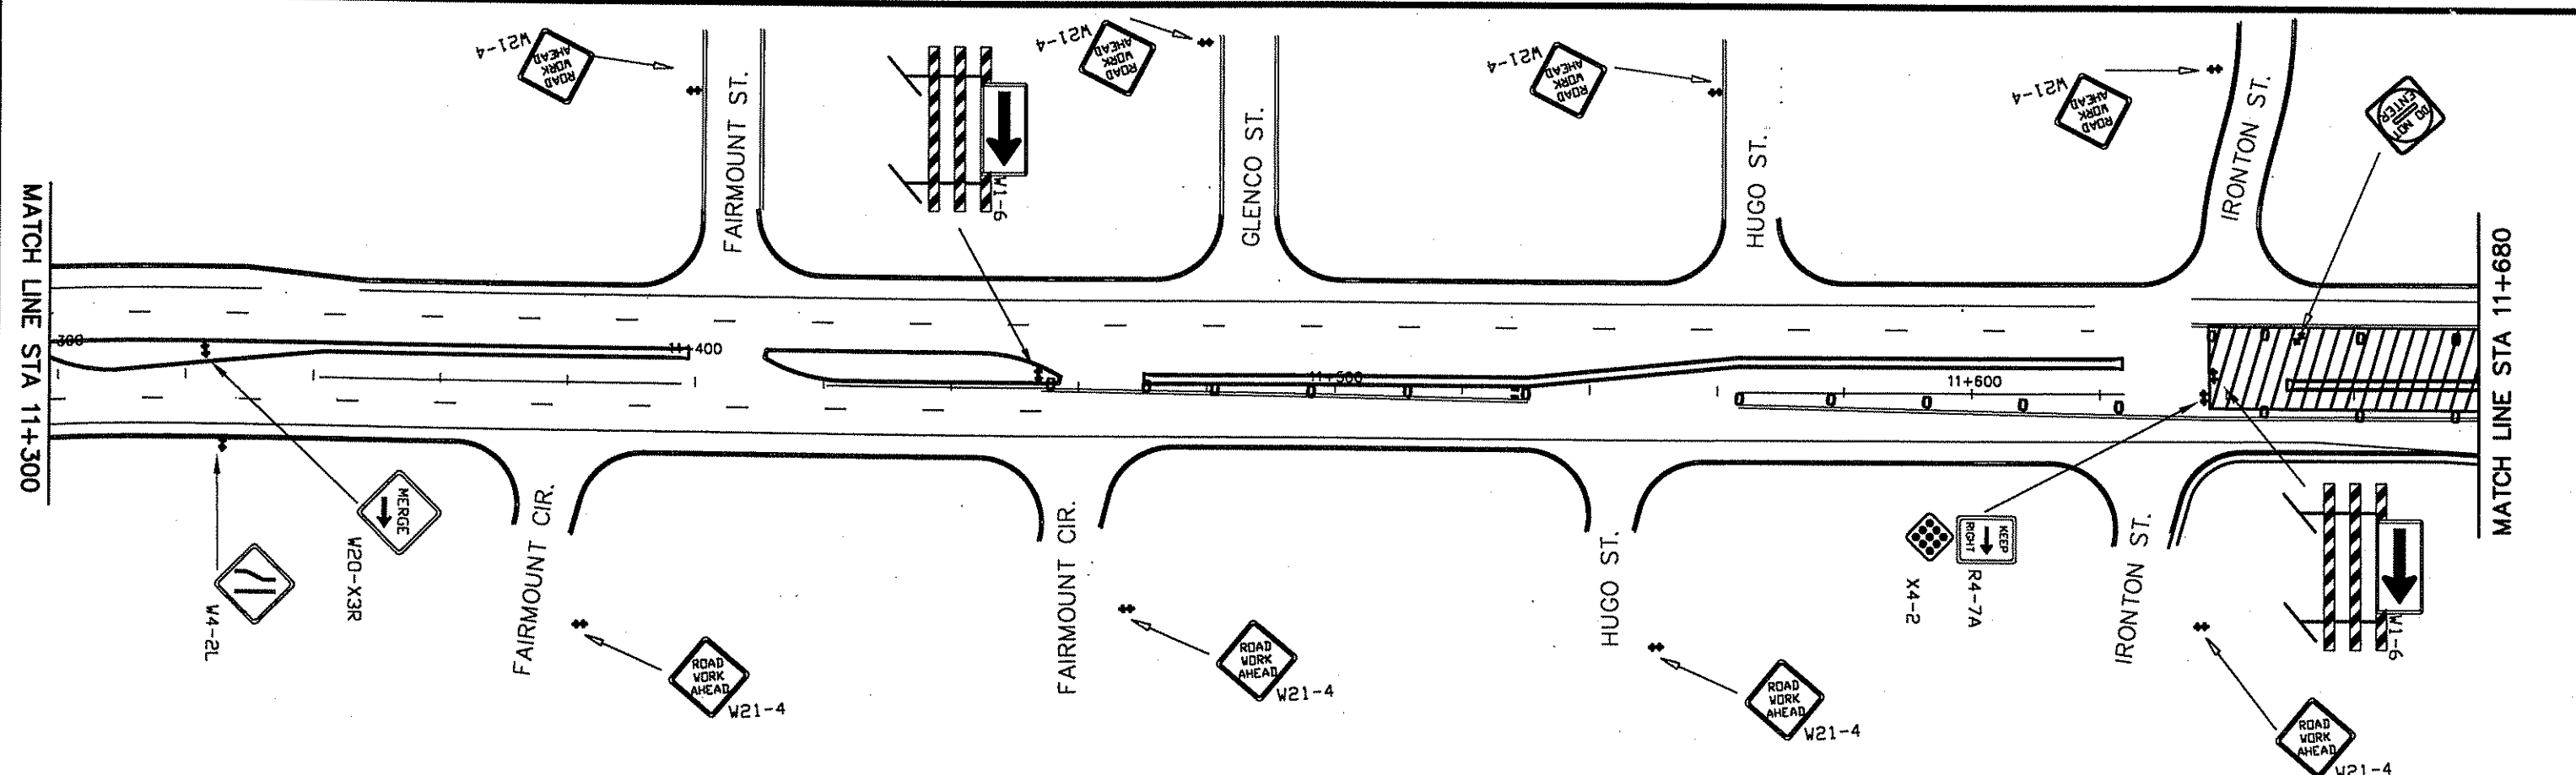 W21-4
ROAD
WORK
AHEAD
FAIRMOUNT ST.
W1-6
W21-4
ROAD
WORK
AHEAD
GLENCO ST.
W21-4
ROAD
WORK
AHEAD
HUGO ST.
W21-4
ROAD
WORK
AHEAD
IRONTON ST.
DO NOT
ENTER
MATCH LINE STA 11+300
300
11+400
11+500
11+600
MATCH LINE STA 11+680
W4-2L
MERGE
W20-X3R
FAIRMOUNT CIR.
ROAD
WORK
AHEAD
W21-4
FAIRMOUNT CIR.
ROAD
WORK
AHEAD
W21-4
HUGO ST.
ROAD
WORK
AHEAD
W21-4
X4-2
KEEP
RIGHT
R4-7A
IRONTON ST.
W1-6
ROAD
WORK
AHEAD
W21-4